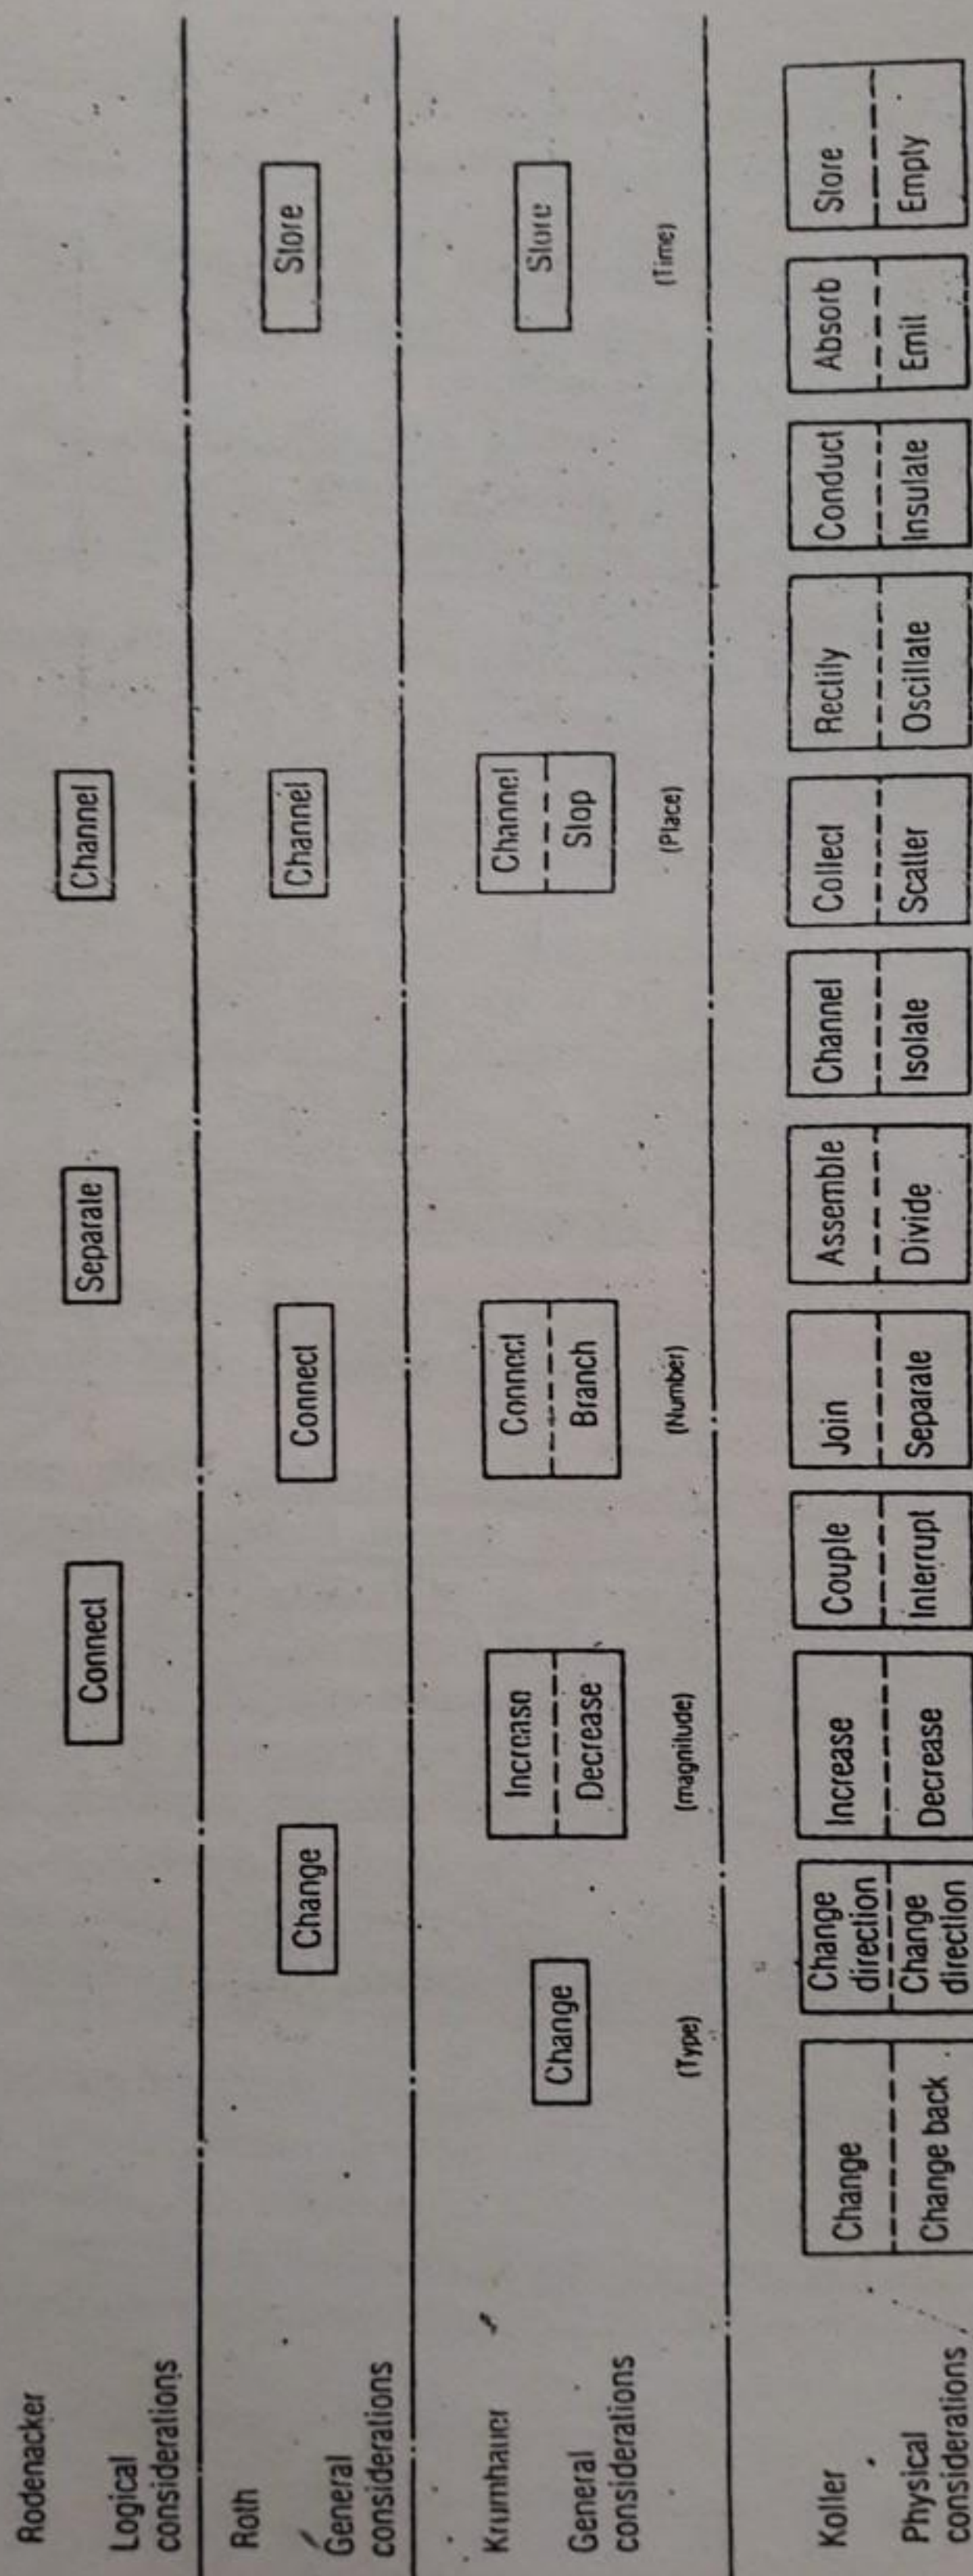 Rodenacker
Logical
considerations
Connect
Separate
Channel
Roth
General
considerations
Change
Connect
Channel
Store
Krumhauer
General
considerations
Change
Increase
Decrease
Connect
Branch
Channel
Stop
Store
(Type)
(magnitude)
(Number)
(Place)
(Time)
Koller
Physical
considerations
Change
Change back
Change
direction
Change
direction
Increase
Decrease
Couple
Interrupt
Join
Separate
Assemble
Divide
Channel
Isolate
Collect
Scatter
Rectify
Oscillate
Conduct
Insulate
Absorb
Emit
Store
Empty